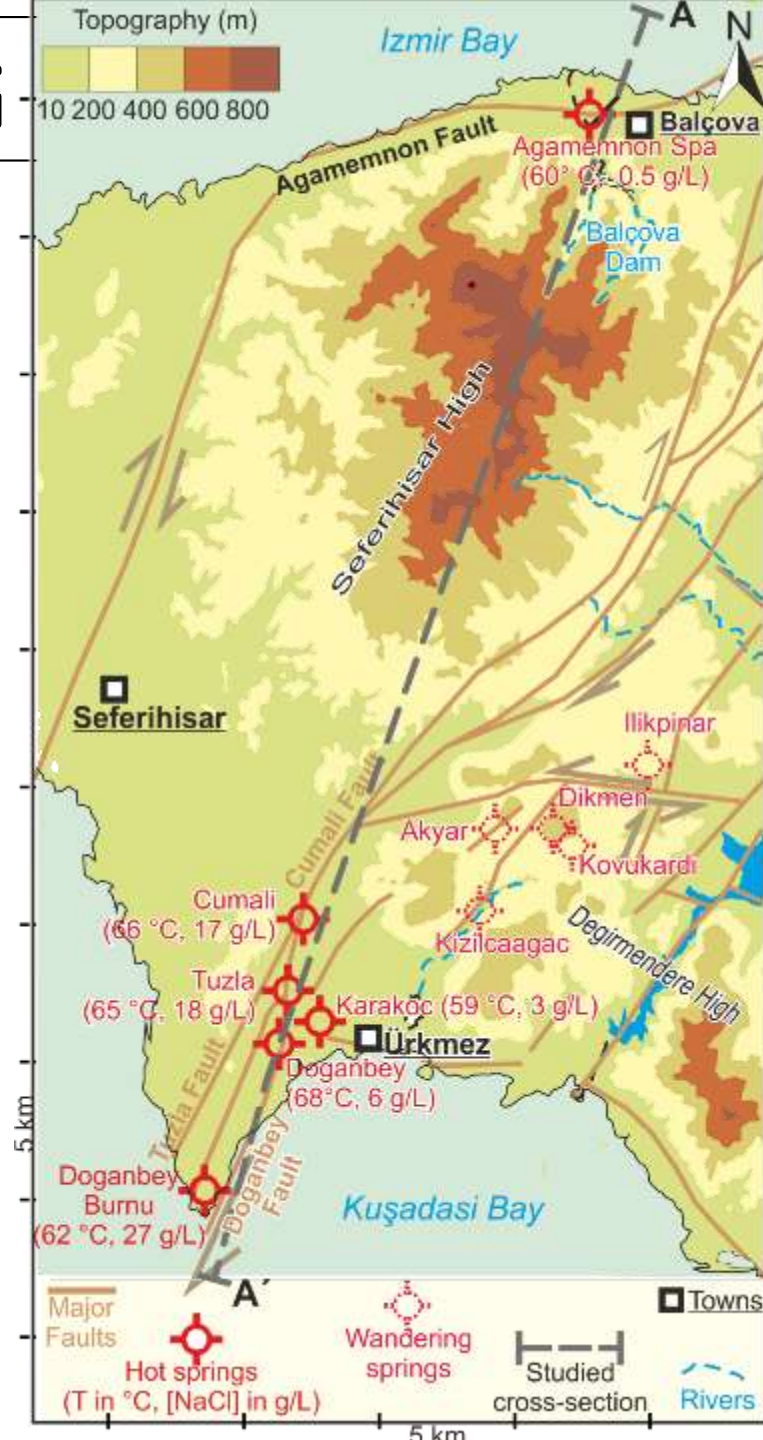 Topography (m)
10 200 400 600 800
Izmir Bay
A
N
Agamemnon Fault
Balçova
Agamemnon Spa
(60° C, 0.5 g/L)
Balçova
Dam
Seferihisar High
Seferihisar
Ilikpinar
Dikmen
Akyar
Kovukardi
Kizilcaagac
Cumali Fault
Cumali
(66 °C, 17 g/L)
Degirmendere High
Tuzla
(65 °C, 18 g/L)
Karakoc (59 °C, 3 g/L)
Ürkmez
Doganbey
(68°C, 6 g/L)
Tuzla Fault
5 km
Doganbey
Burnu
(62 °C, 27 g/L)
Doganbey
Fault
Kuşadasi Bay
A´
Major
Faults
Hot springs
(T in °C, [NaCl] in g/L)
Wandering
springs
Studied
cross-section
Towns
Rivers
5 km